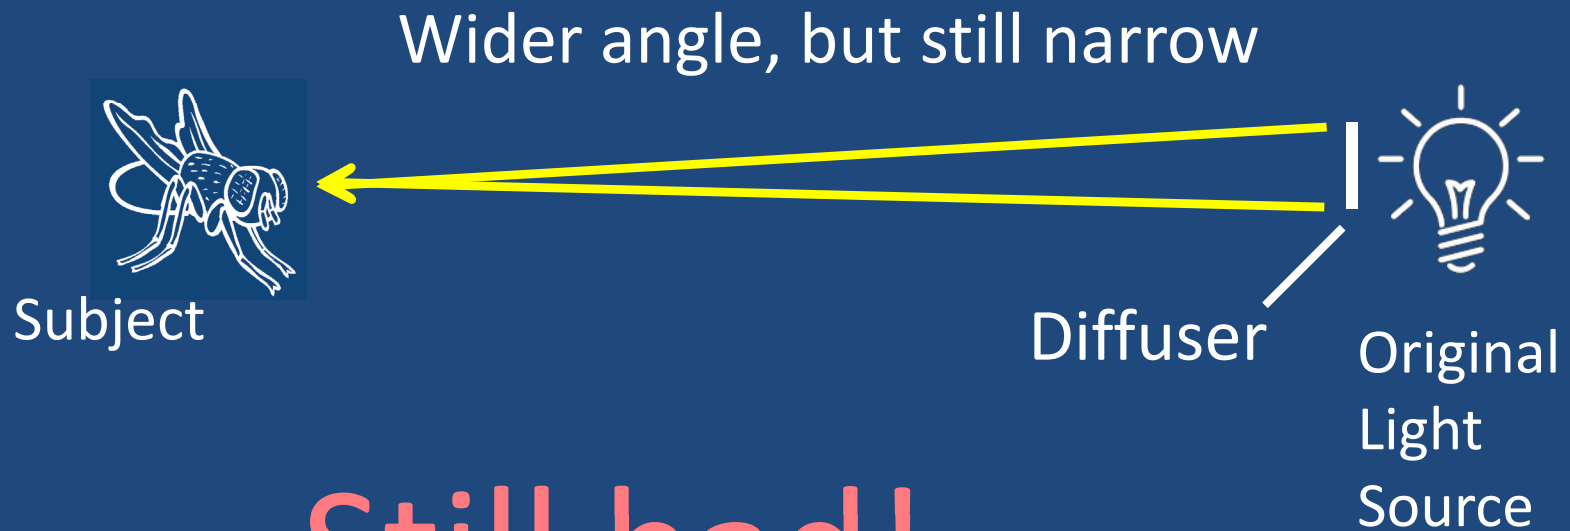 Wider angle, but still narrow
Subject
Diffuser
Original
Light
Source
Still bad!